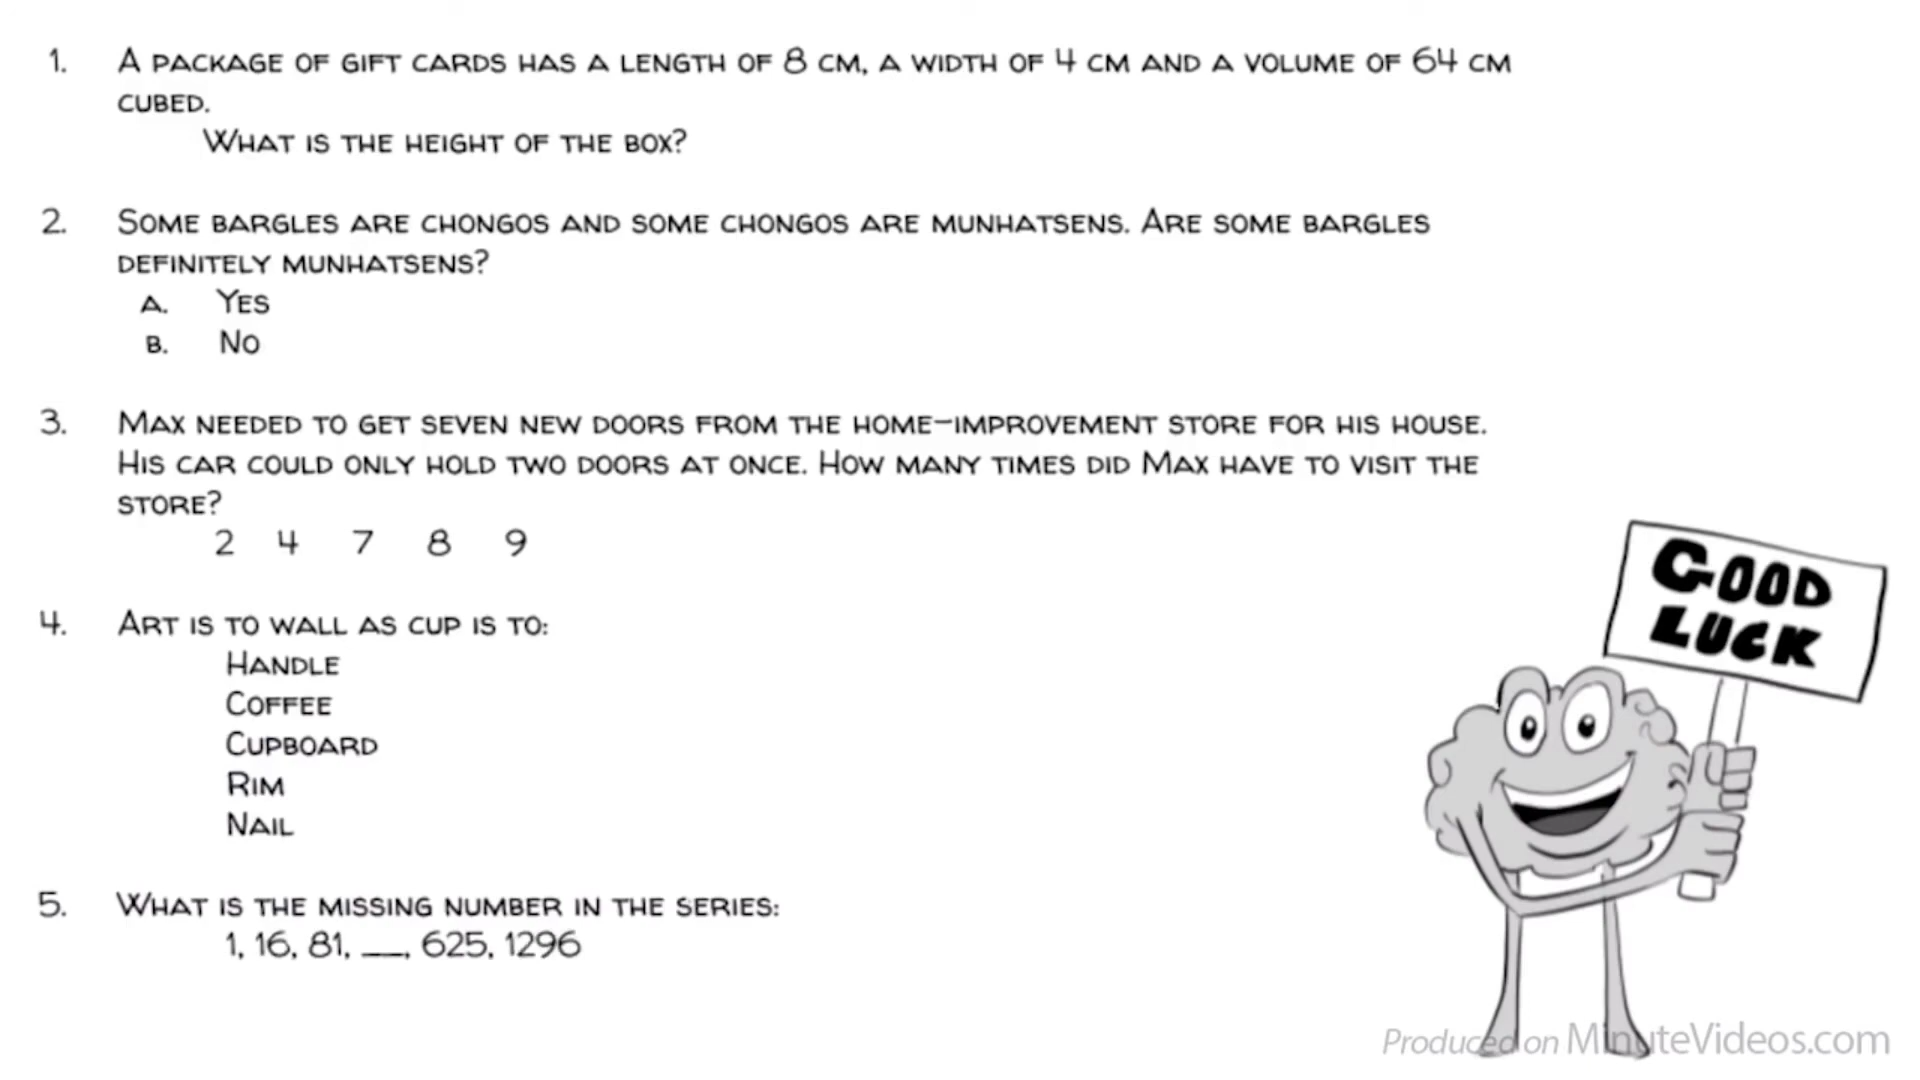 1. A package of gift cards has a length of 8 cm, a width of 4 cm and a volume of 64 cm
cubed.
What is the height of the box?
2. Some bargles are chongos and some chongos are munhatsens. Are some bargles
definitely munhatsens?
a. Yes
b. No
3. Max needed to get seven new doors from the home-improvement store for his house.
His car could only hold two doors at once. How many times did Max have to visit the
store?
2 4 7 8 9
4. Art is to wall as cup is to:
Handle
Coffee
Cupboard
Rim
Nail
5. What is the missing number in the series:
1, 16, 81, __, 625, 1296
GOOD
LUCK
Produced on MinuteVideos.com